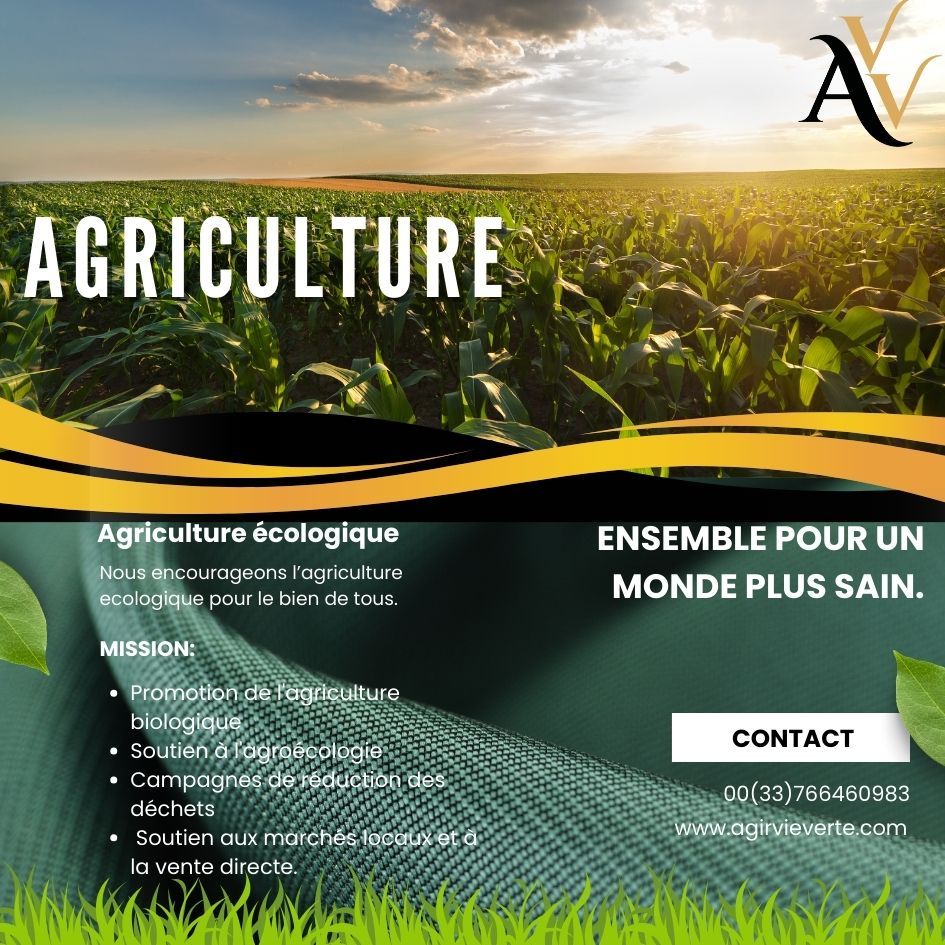 AVV
AGRICULTURE
Agriculture écologique
Nous encourageons l’agriculture
ecologique pour le bien de tous.
MISSION:
• Promotion de l'agriculture
biologique
• Soutien à l'agroécologie
• Campagnes de réduction des
déchets
• Soutien aux marchés locaux et à
la vente directe.
ENSEMBLE POUR UN
MONDE PLUS SAIN.
CONTACT
00(33)766460983
www.agirvieverte.com